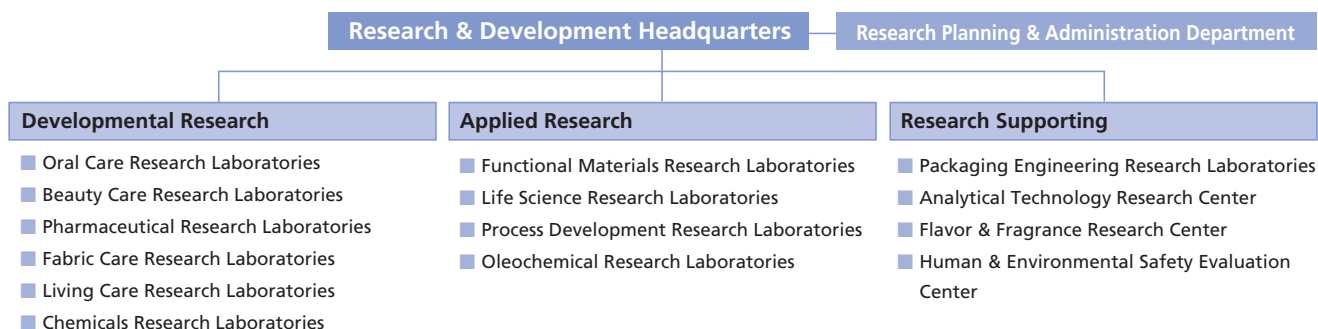 Research & Development Headquarters
Research Planning & Administration Department
Developmental Research
Oral Care Research Laboratories
Beauty Care Research Laboratories
Pharmaceutical Research Laboratories
Fabric Care Research Laboratories
Living Care Research Laboratories
Chemicals Research Laboratories
Applied Research
Functional Materials Research Laboratories
Life Science Research Laboratories
Process Development Research Laboratories
Oleochemical Research Laboratories
Research Supporting
Packaging Engineering Research Laboratories
Analytical Technology Research Center
Flavor & Fragrance Research Center
Human & Environmental Safety Evaluation
Center